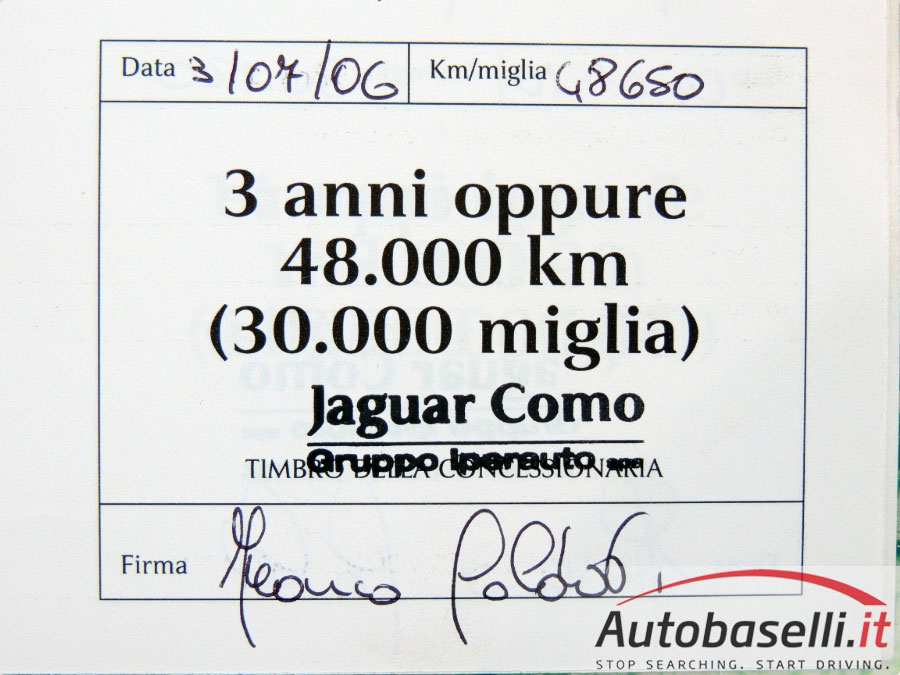 Data 3/07/06 Km/miglia 48650
3 anni oppure
48.000 km
(30.000 miglia)
Jaguar Como
Gruppo Iperauto spa
TIMBRO DELLA CONCESSIONARIA
Firma
Autobaselli.it
STOP SEARCHING. START DRIVING.